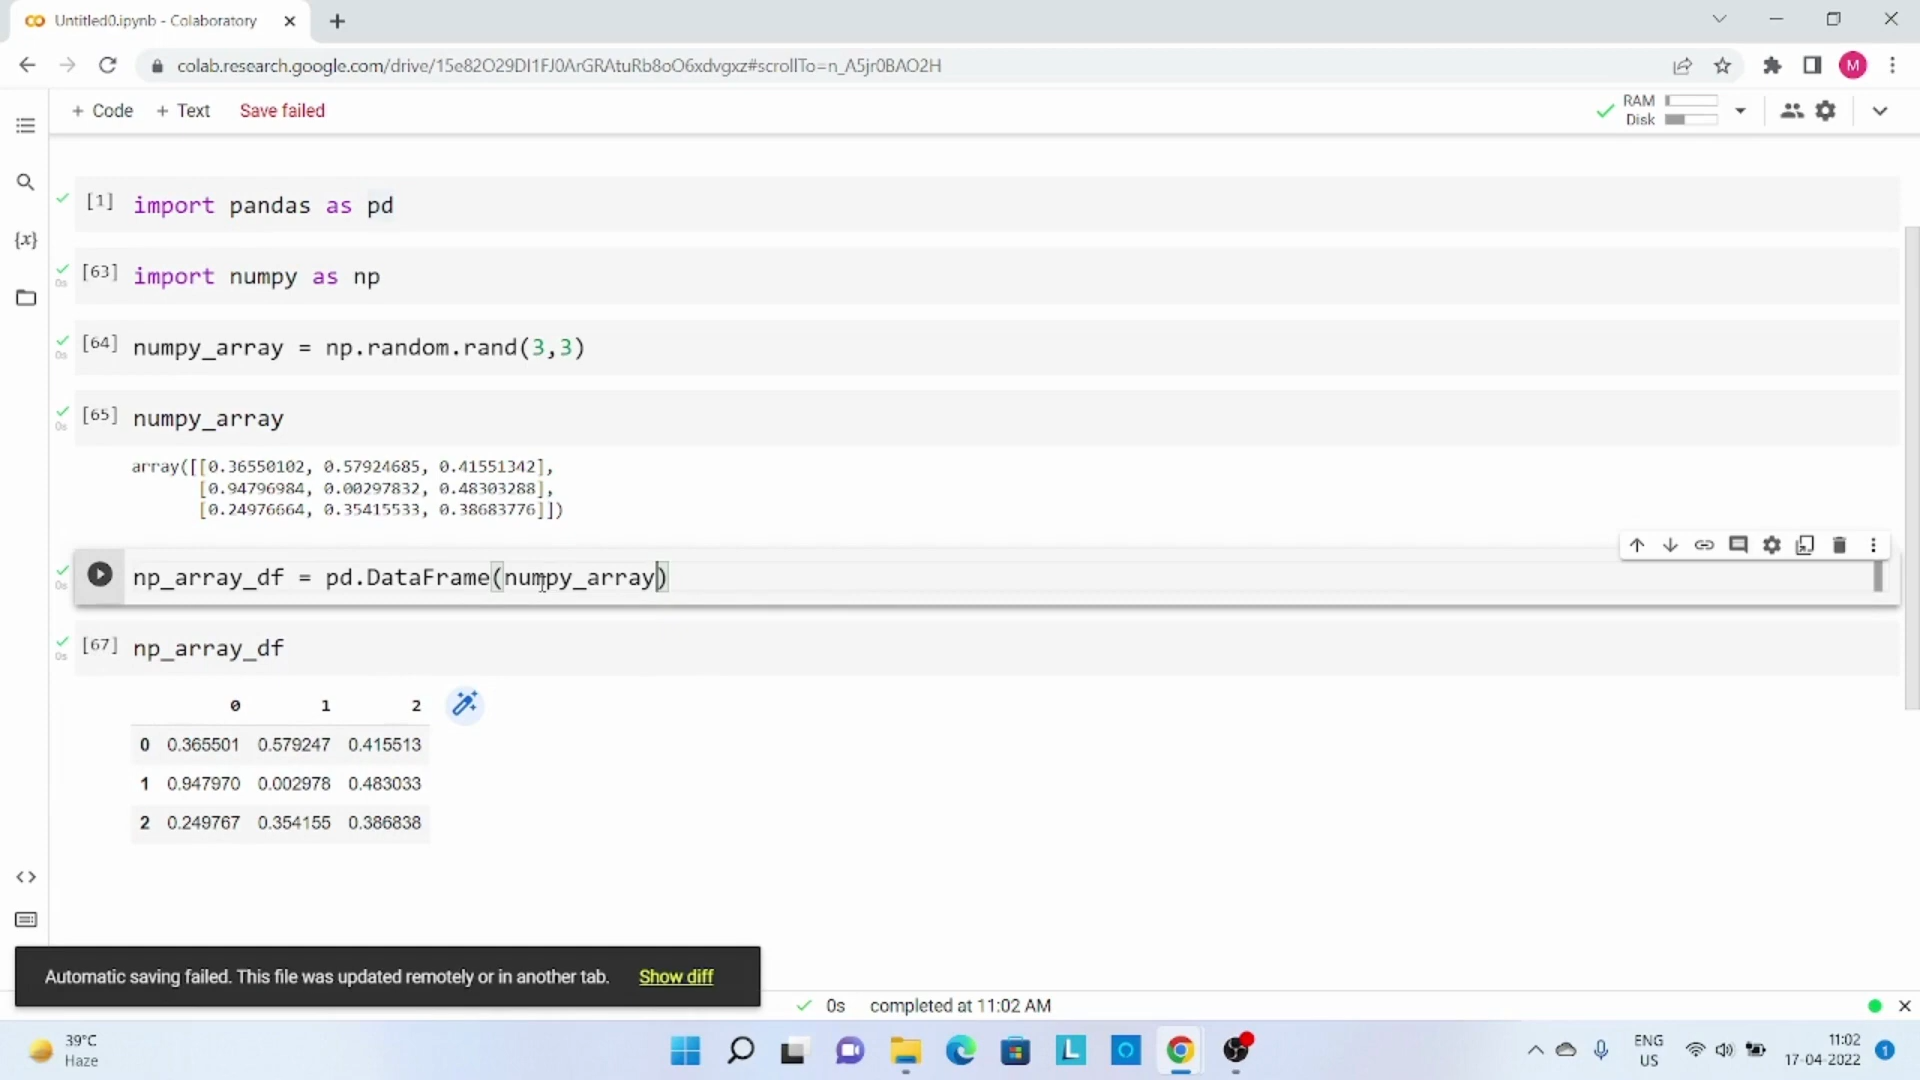 Untitled0.ipynb - Colaboratory
colab.research.google.com/drive/15e82O29DI1FJ0ArGRAtuRb8oO6xdvgxz#scrollTo=n_A5jr0BAO2H
M
+ Code + Text Save failed
RAM
Disk
{x}
[1] import pandas as pd
[63] import numpy as np
0s
[64] numpy_array = np.random.rand(3,3)
0s
[65] numpy_array
0s
array([[0.36550102, 0.57924685, 0.41551342],
[0.94796984, 0.00297832, 0.48303288],
[0.24976664, 0.35415533, 0.38683776]])
np_array_df = pd.DataFrame(numpy_array)
0s
[67] np_array_df
0s
0 1 2
0 0.365501 0.579247 0.415513
1 0.947970 0.002978 0.483033
2 0.249767 0.354155 0.386838
Automatic saving failed. This file was updated remotely or in another tab. Show diff
0s completed at 11:02 AM
39°C
Haze
L
ENG
US
11:02
17-04-2022
1